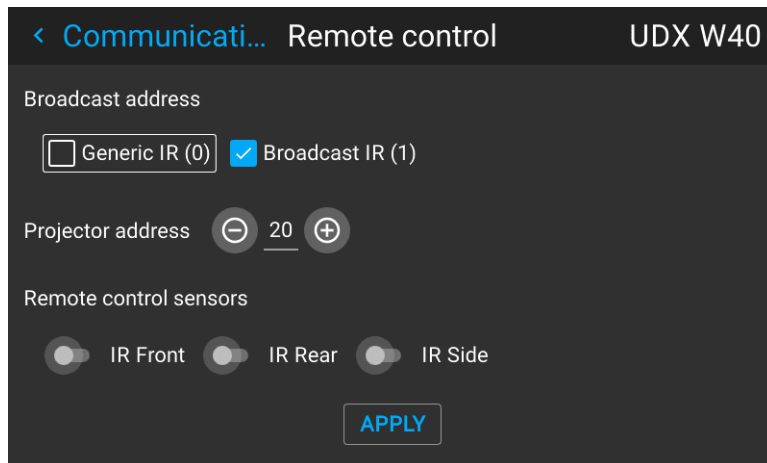 < Communicati... Remote control UDX W40
Broadcast address
Generic IR (0) Broadcast IR (1)
Projector address 20
Remote control sensors
IR Front IR Rear IR Side
APPLY